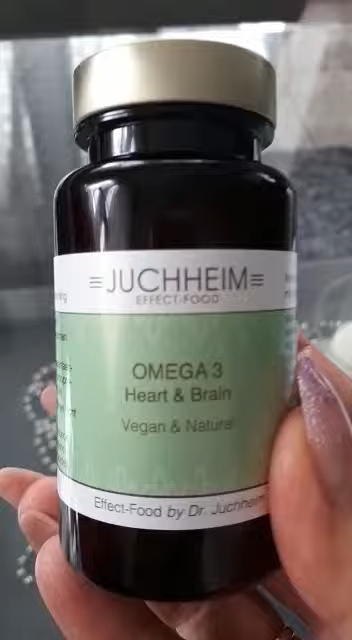 ≡JUCHHEIM≡
EFFECT-FOOD
OMEGA 3
Heart & Brain
Vegan & Natural
Effect-Food by Dr. Juchheim